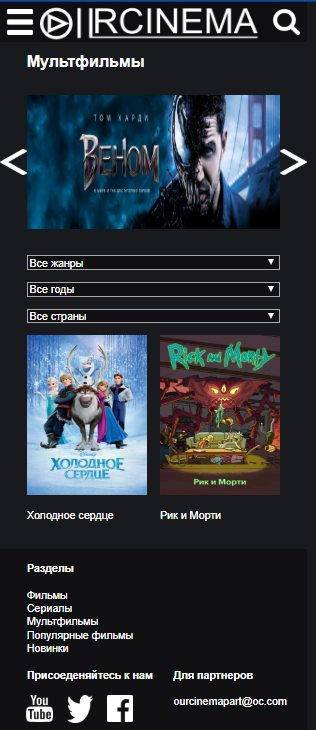 OURCINEMA
Мультфильмы
ТОМ ХАРДИ
ВЕНОМ
Все жанры
Все годы
Все страны
DISNEY
ХОЛОДНОЕ
СЕРДЦЕ
Rick and Morty
Рик и Морти
Холодное сердце
Рик и Морти
Разделы
Фильмы
Сериалы
Мультфильмы
Популярные фильмы
Новинки
Присоеденяйтесь к нам
Для партнеров
You
Tube
ourcinemapart@oc.com